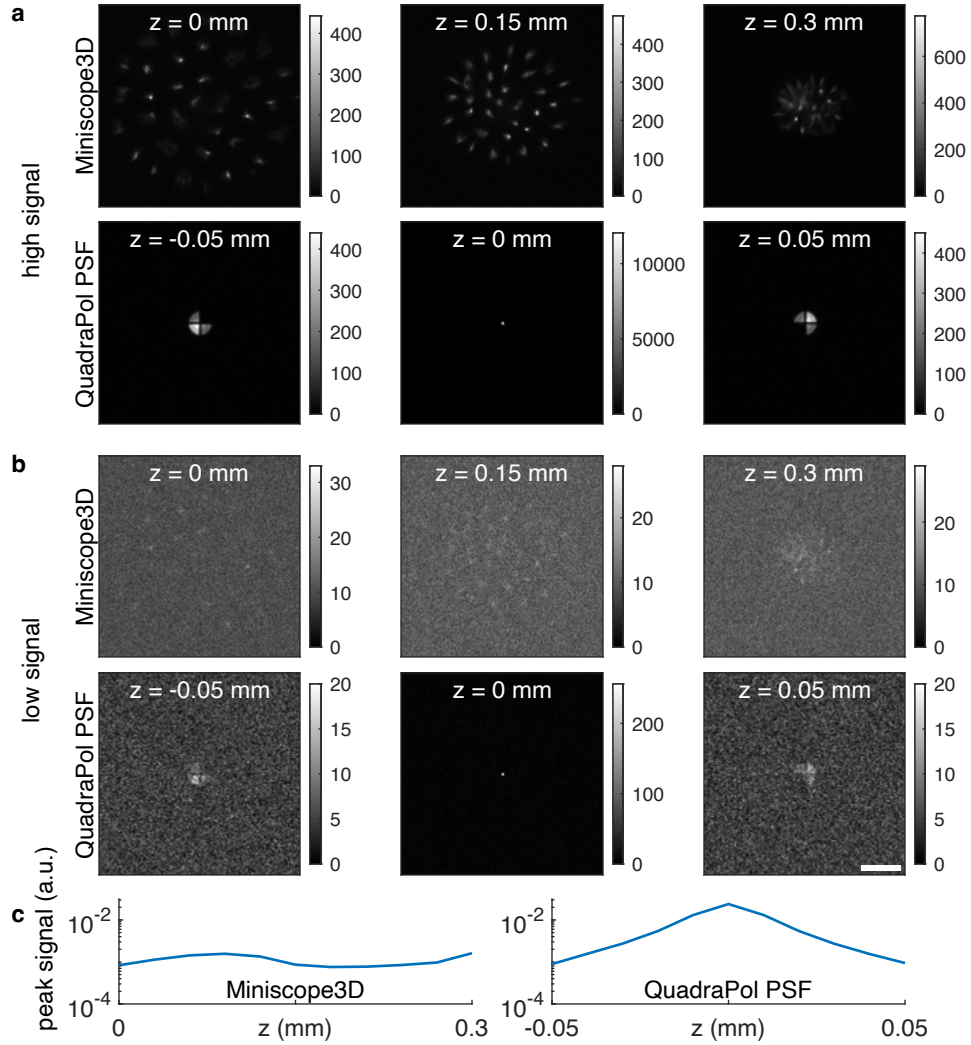 a
high signal
Miniscope3D
z = 0 mm
400
300
200
100
0
z = 0.15 mm
400
300
200
100
0
z = 0.3 mm
600
400
200
0
QuadraPol PSF
z = -0.05 mm
400
300
200
100
0
z = 0 mm
10000
5000
0
z = 0.05 mm
400
300
200
100
0
b
low signal
Miniscope3D
z = 0 mm
30
20
10
0
z = 0.15 mm
20
10
0
z = 0.3 mm
20
10
0
QuadraPol PSF
z = -0.05 mm
20
15
10
5
0
z = 0 mm
200
100
0
z = 0.05 mm
20
15
10
5
0
c
peak signal (a.u.)
10⁻²
10⁻⁴
Miniscope3D
0
z (mm)
0.3
10⁻²
10⁻⁴
QuadraPol PSF
-0.05
z (mm)
0.05